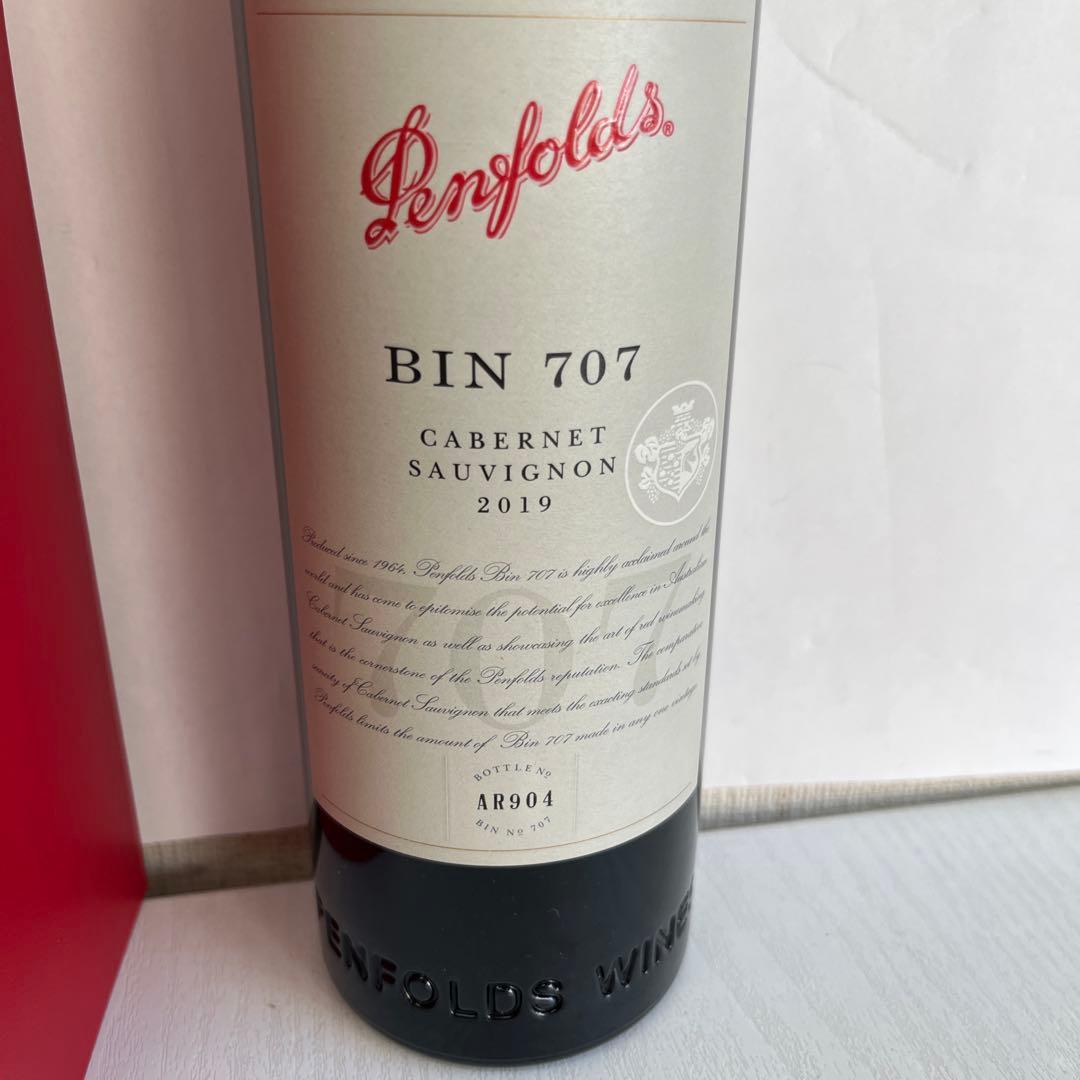 Penfolds®
BIN 707
CABERNET
SAUVIGNON
2019
Produced since 1964, Penfolds Bin 707 is highly acclaimed around the
world and has come to epitomise the potential for excellence in Australian
Cabernet Sauvignon as well as showcasing the art of red winemaking
that is the cornerstone of the Penfolds reputation. The comparative
scarcity of Cabernet Sauvignon that meets the exacting standards set by
Penfolds limits the amount of Bin 707 made in any one vintage
707
BOTTLE Nº
AR904
BIN Nº 707
PENFOLDS WINES